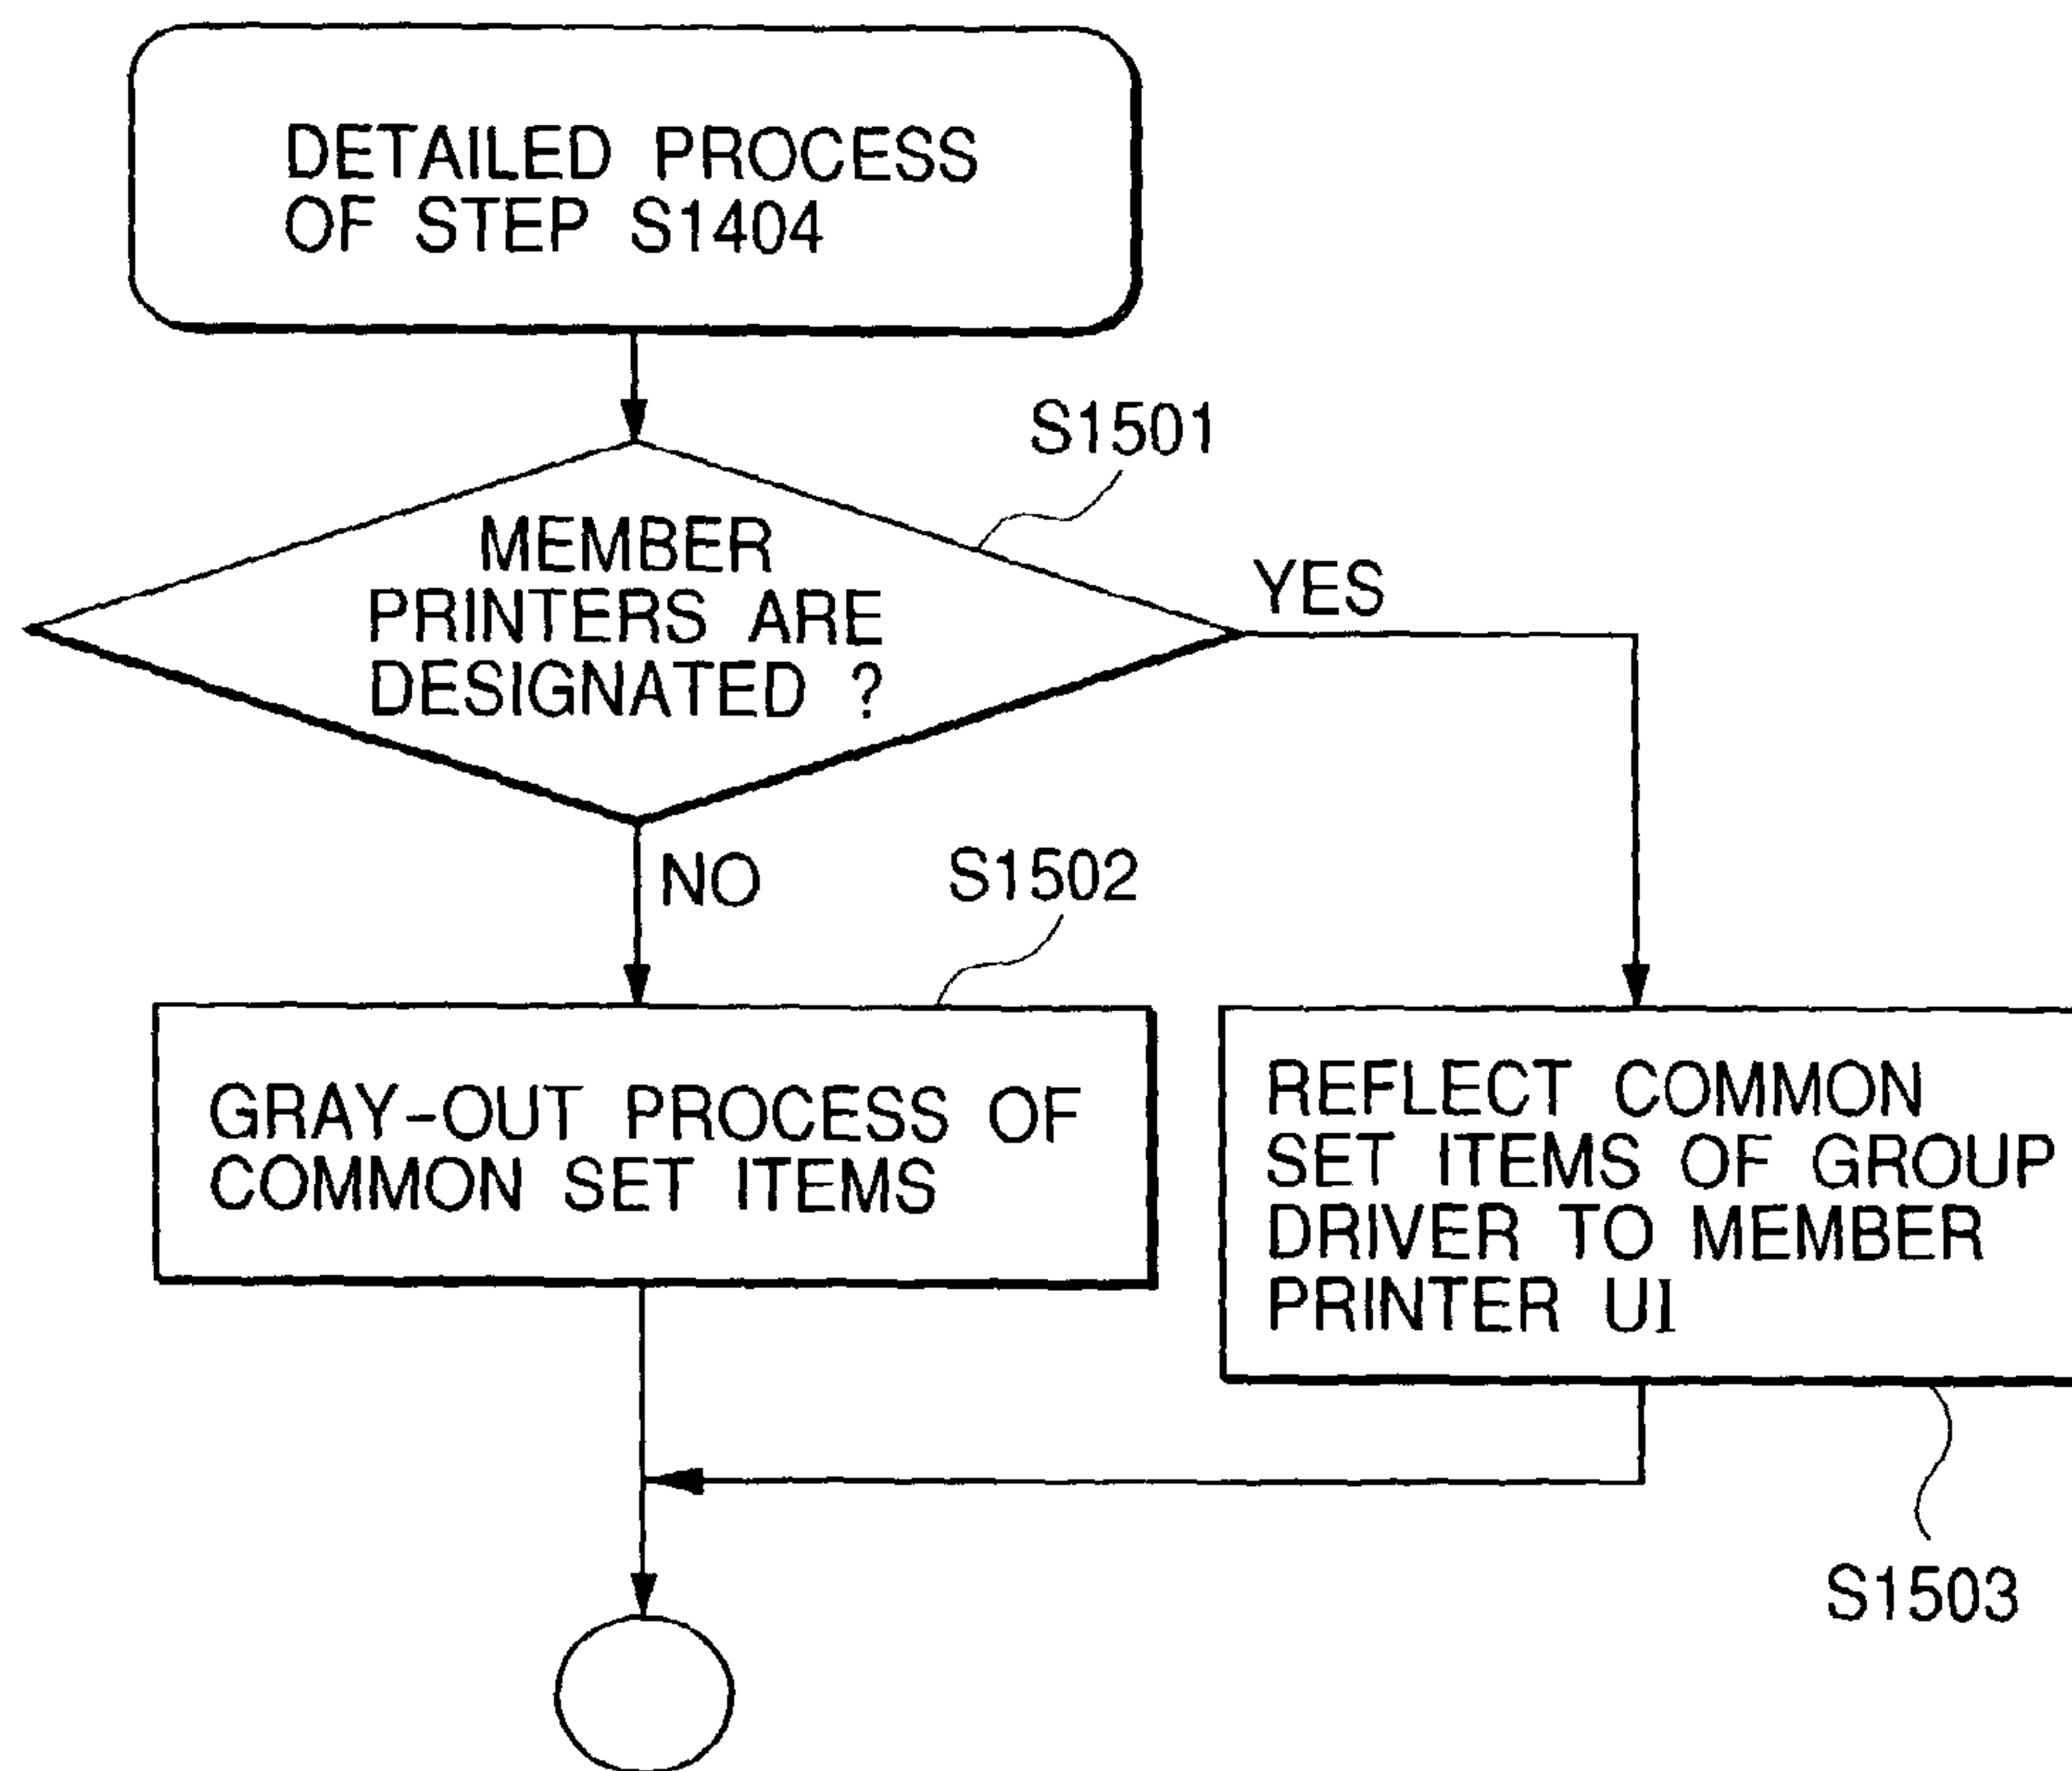 DETAILED PROCESS
OF STEP S1404
S1501
MEMBER
PRINTERS ARE
DESIGNATED ?
YES
NO
S1502
GRAY-OUT PROCESS OF
COMMON SET ITEMS
REFLECT COMMON
SET ITEMS OF GROUP
DRIVER TO MEMBER
PRINTER UI
S1503